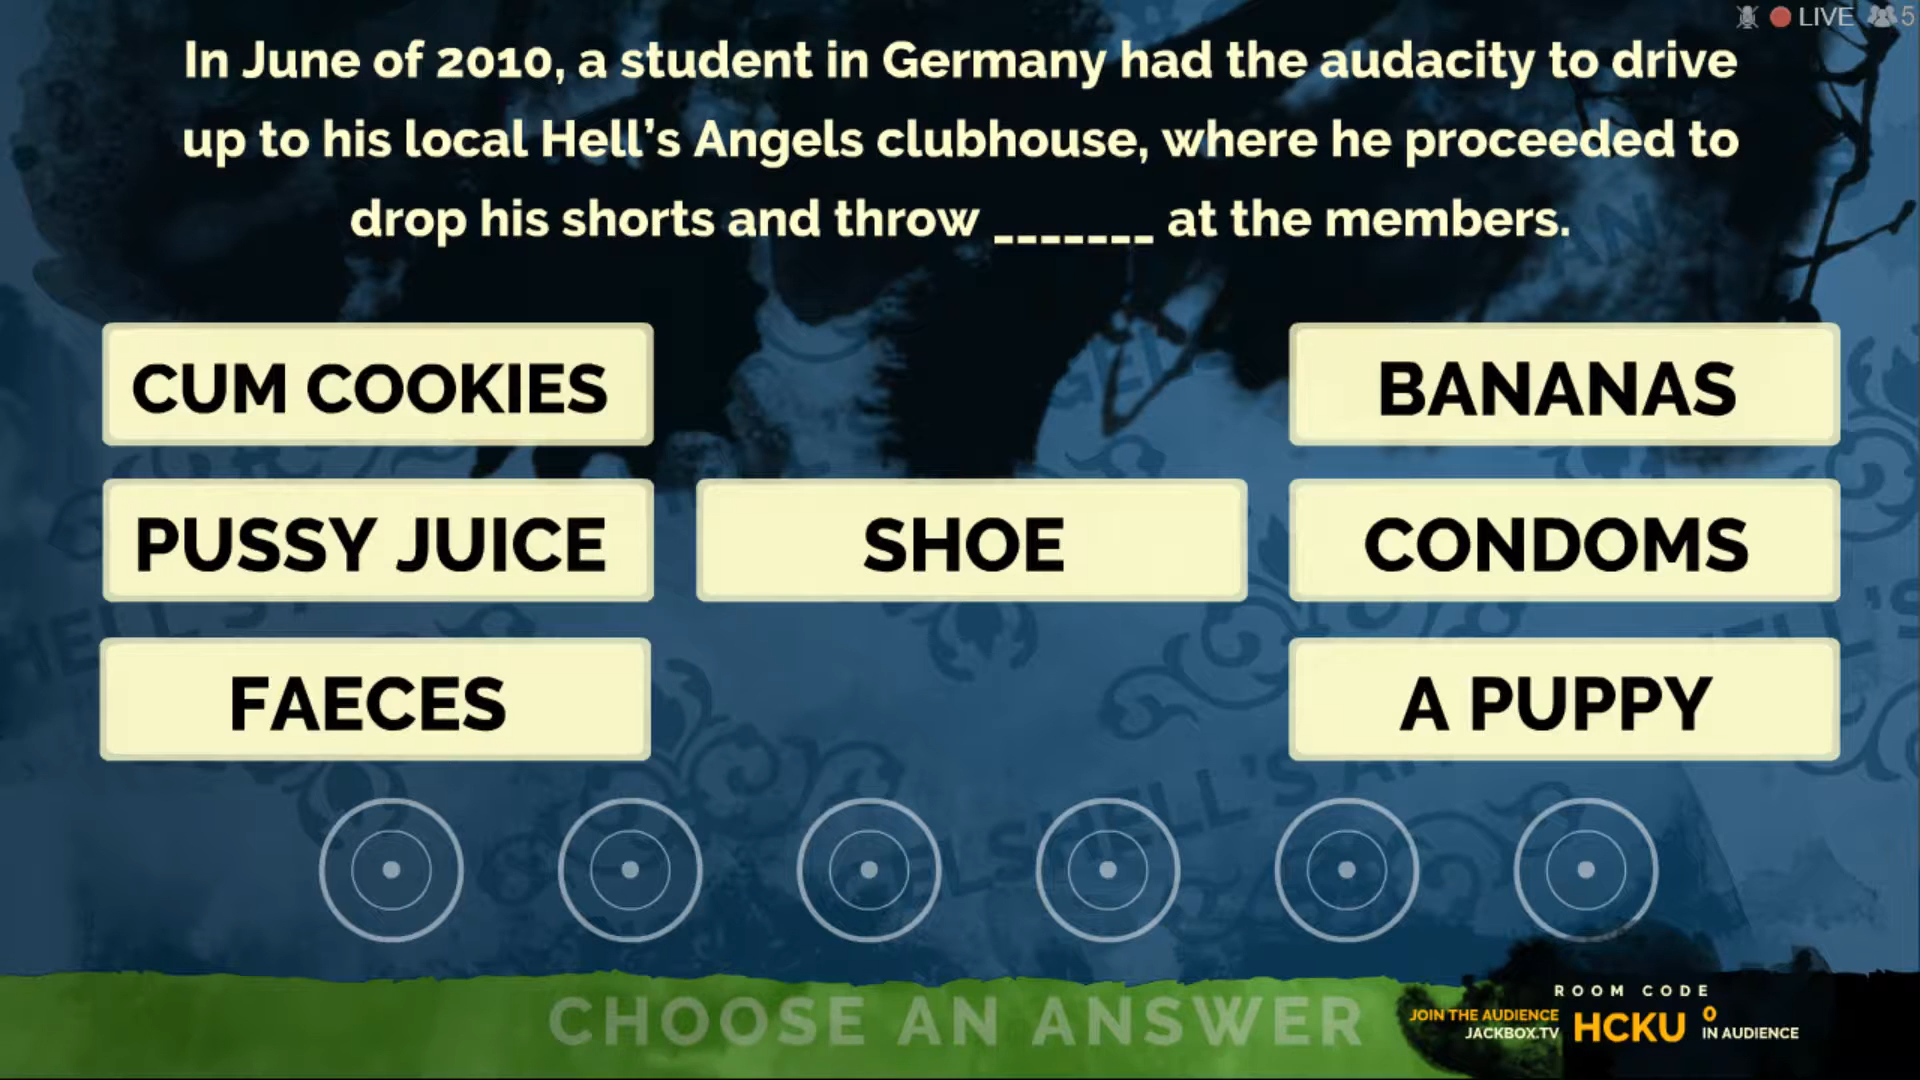 LIVE 5
In June of 2010, a student in Germany had the audacity to drive
up to his local Hell's Angels clubhouse, where he proceeded to
drop his shorts and throw _______ at the members.
CUM COOKIES
BANANAS
PUSSY JUICE
SHOE
CONDOMS
FAECES
A PUPPY
CHOOSE AN ANSWER
ROOM CODE
JOIN THE AUDIENCE
JACKBOX.TV
HCKU
0
IN AUDIENCE